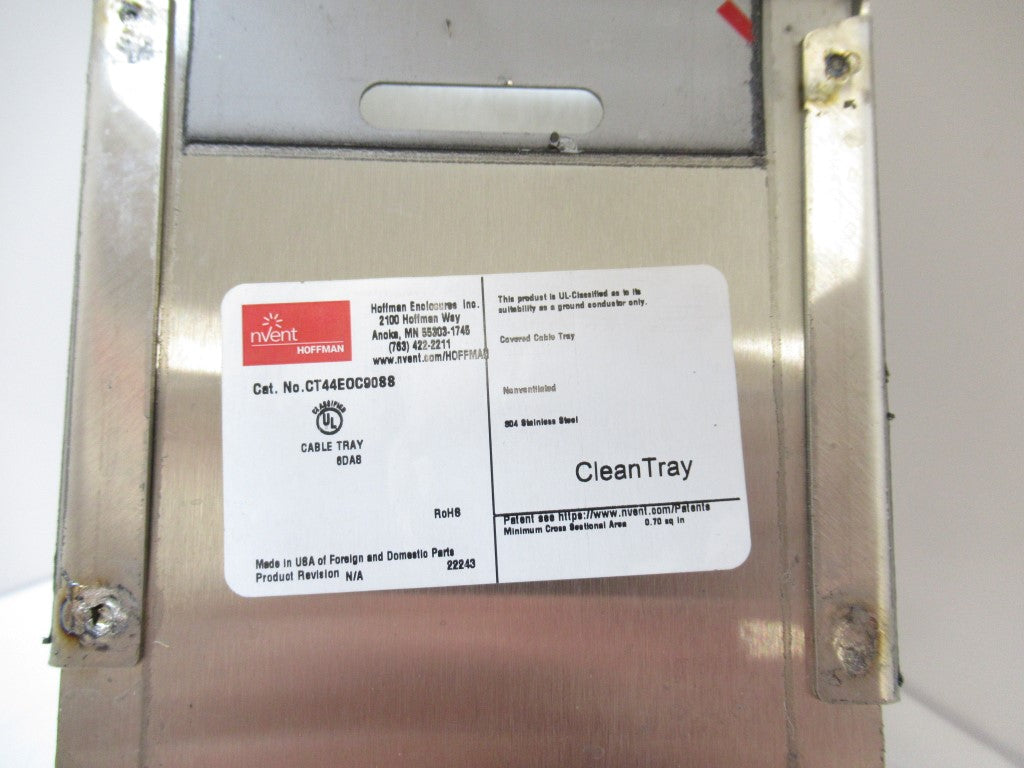 nvent
HOFFMAN
Hoffman Enclosures Inc.
2100 Hoffman Way
Anoka, MN 55303-1745
(763) 422-2211
www.nvent.com/HOFFMAN
Cat. No.CT44EOC90SS
CLASSIFIED
UL
CABLE TRAY
6DA8
RoHS
Made in USA of Foreign and Domestic Parts
22243
Product Revision N/A
This product is UL-Classified as to its
suitability as a ground conductor only.
Covered Cable Tray
Nonventilated
304 Stainless Steel
CleanTray
Patent see https://www.nvent.com/Patents
Minimum Cross Sectional Area 0.70 sq in